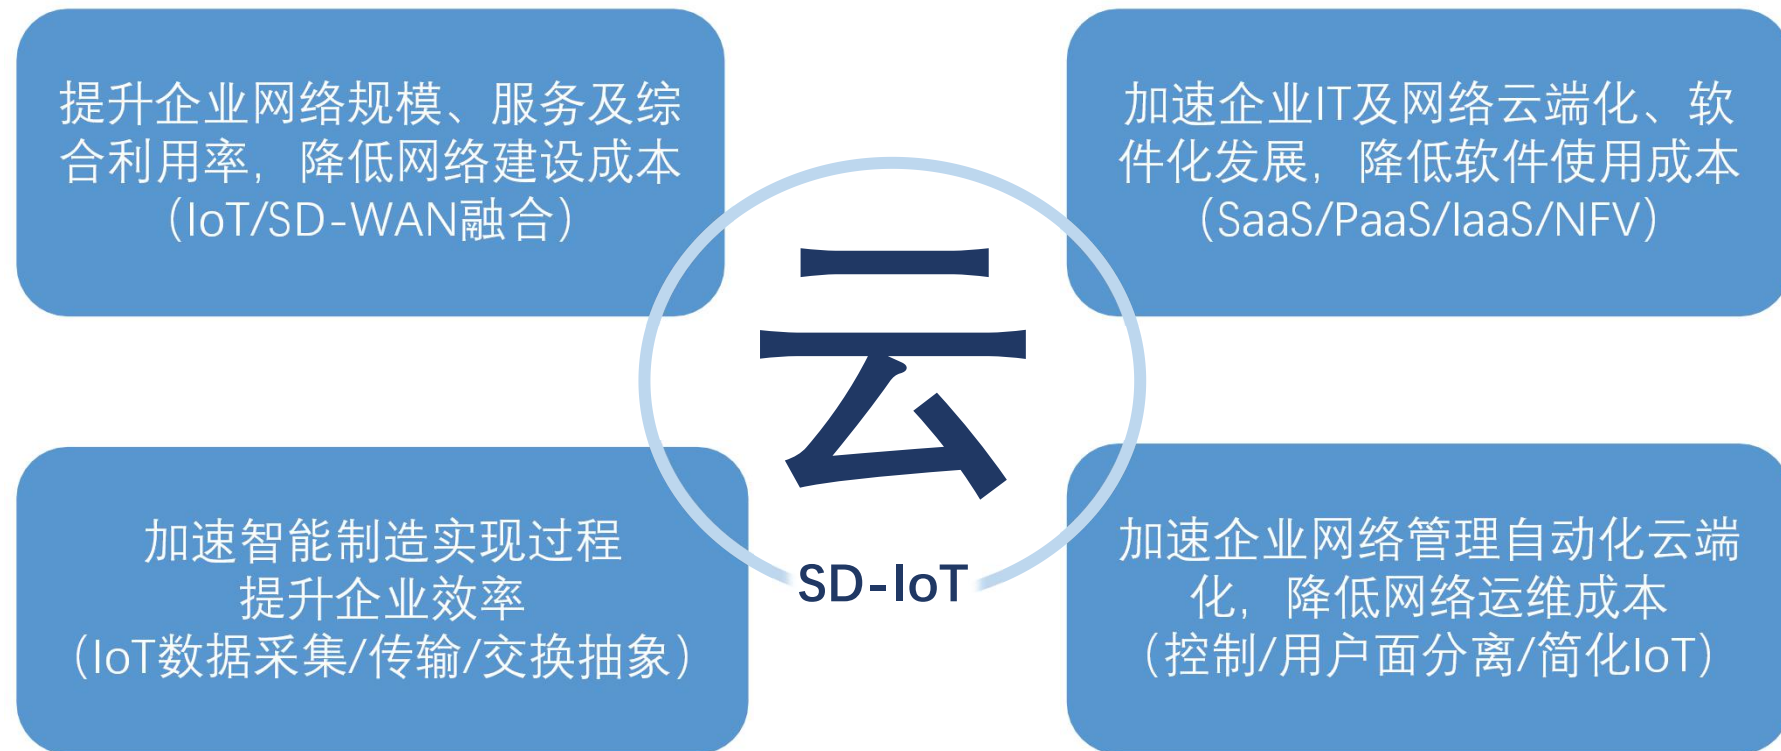 提升企业网络规模、服务及综
合利用率，降低网络建设成本
（IoT/SD-WAN融合）
加速企业IT及网络云端化、软
件化发展，降低软件使用成本
（SaaS/PaaS/IaaS/NFV）
云
SD-IoT
加速智能制造实现过程
提升企业效率
（IoT数据采集/传输/交换抽象）
加速企业网络管理自动化云端
化，降低网络运维成本
（控制/用户面分离/简化IoT）